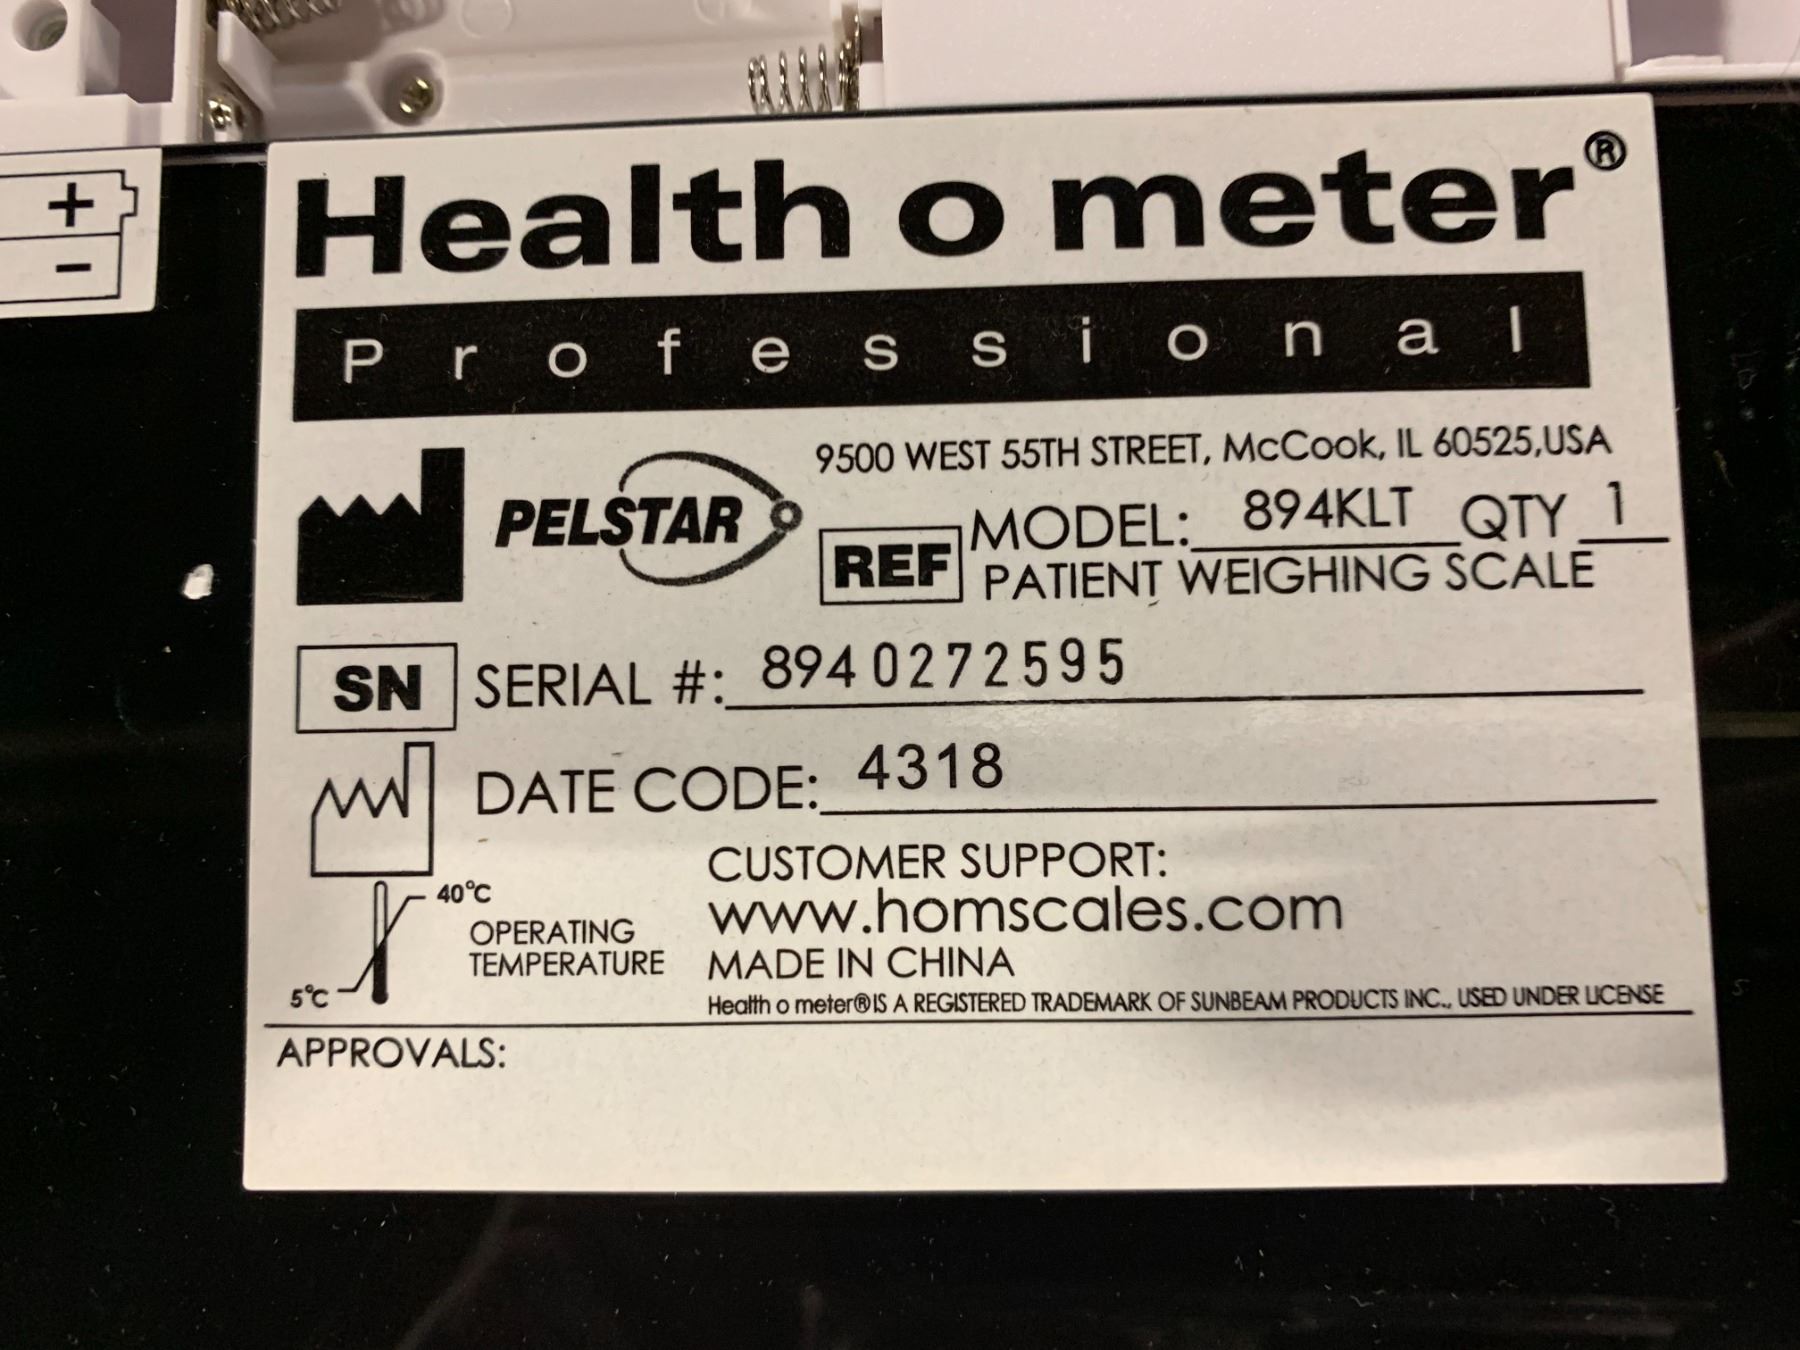 Health o meter®
Professional
PELSTAR
9500 WEST 55TH STREET, McCook, IL 60525,USA
REF MODEL: 894KLT QTY 1
PATIENT WEIGHING SCALE
SN SERIAL #: 894 0272595
DATE CODE: 4318
CUSTOMER SUPPORT:
www.homscales.com
40°C
OPERATING
TEMPERATURE
5°C
MADE IN CHINA
Health o meter® IS A REGISTERED TRADEMARK OF SUNBEAM PRODUCTS INC., USED UNDER LICENSE
APPROVALS:
+
-